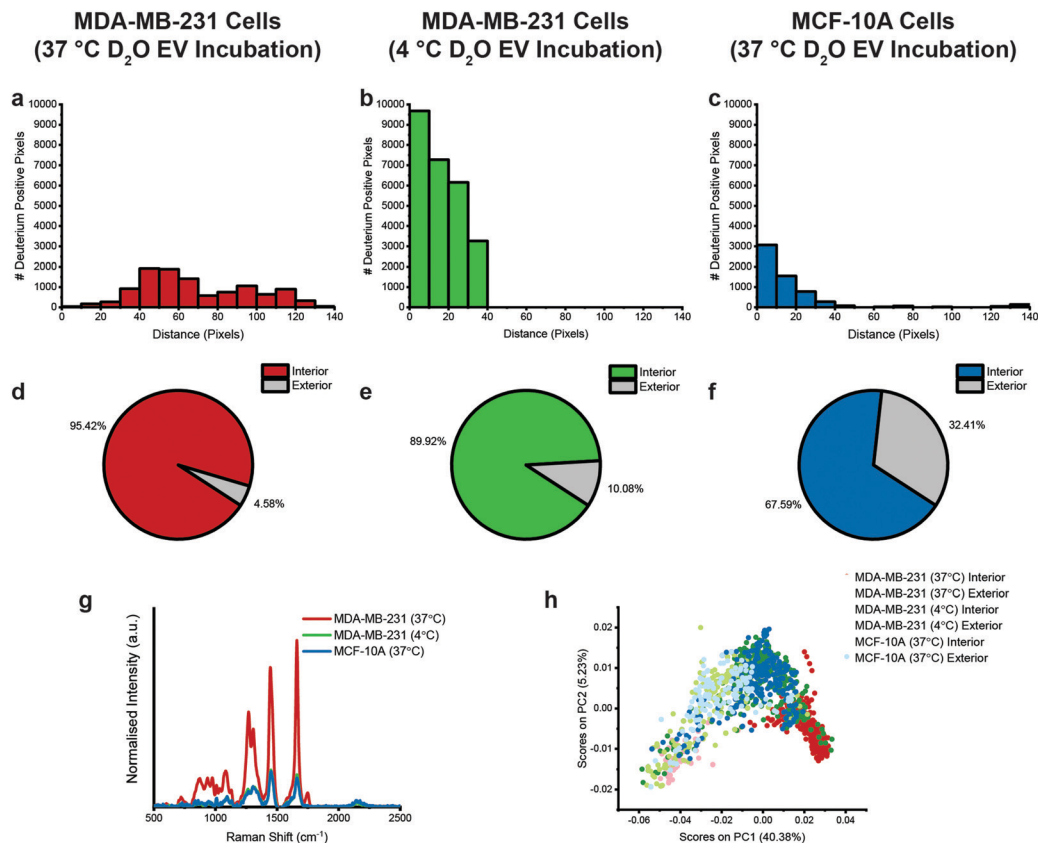 MDA-MB-231 Cells
(37 °C D₂O EV Incubation)
MDA-MB-231 Cells
(4 °C D₂O EV Incubation)
MCF-10A Cells
(37 °C D₂O EV Incubation)
a
# Deuterium Positive Pixels
10000
9000
8000
7000
6000
5000
4000
3000
2000
1000
0
0 20 40 60 80 100 120 140
Distance (Pixels)
b
# Deuterium Positive Pixels
10000
9000
8000
7000
6000
5000
4000
3000
2000
1000
0
0 20 40 60 80 100 120 140
Distance (Pixels)
c
# Deuterium Positive Pixels
10000
9000
8000
7000
6000
5000
4000
3000
2000
1000
0
0 20 40 60 80 100 120 140
Distance (Pixels)
d
Interior
Exterior
95.42%
4.58%
e
Interior
Exterior
89.92%
10.08%
f
Interior
Exterior
32.41%
67.59%
g
MDA-MB-231 (37°C)
MDA-MB-231 (4°C)
MCF-10A (37°C)
Normalised Intensity (a.u.)
500 1000 1500 2000 2500
Raman Shift (cm⁻¹)
h
MDA-MB-231 (37°C) Interior
MDA-MB-231 (37°C) Exterior
MDA-MB-231 (4°C) Interior
MDA-MB-231 (4°C) Exterior
MCF-10A (37°C) Interior
MCF-10A (37°C) Exterior
Scores on PC2 (5.23%)
0.02
0.01
0.00
-0.01
-0.02
-0.06 -0.04 -0.02 0.00 0.02 0.04
Scores on PC1 (40.38%)